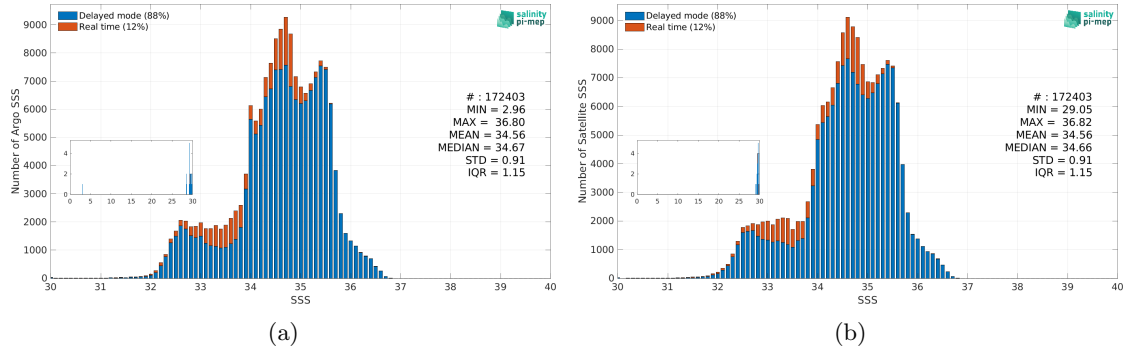 Delayed mode (88%)
Real time (12%)
salinity
pi-mep
Number of Argo SSS
9000
8000
7000
6000
5000
4000
3000
2000
1000
0
# : 172403
MIN = 2.96
MAX = 36.80
MEAN = 34.56
MEDIAN = 34.67
STD = 0.91
IQR = 1.15
4
2
0
0 5 10 15 20 25 30
30 31 32 33 34 35 36 37 38 39 40
SSS
(a)
Delayed mode (88%)
Real time (12%)
salinity
pi-mep
Number of Satellite SSS
9000
8000
7000
6000
5000
4000
3000
2000
1000
0
# : 172403
MIN = 29.05
MAX = 36.82
MEAN = 34.56
MEDIAN = 34.66
STD = 0.91
IQR = 1.15
4
2
0
0 5 10 15 20 25 30
30 31 32 33 34 35 36 37 38 39 40
SSS
(b)